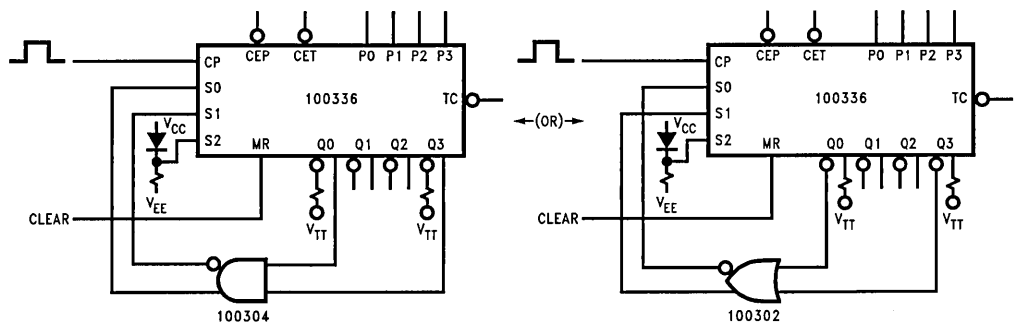 CEP CET P0 P1 P2 P3
CP
S0
100336
S1
TC
VCC
S2
MR Q0 Q1 Q2 Q3
VEE
CLEAR
VTT VTT
100304
(OR)
CEP CET P0 P1 P2 P3
CP
S0
100336
S1
TC
VCC
S2
MR Q0 Q1 Q2 Q3
VEE
CLEAR
VTT VTT
100302